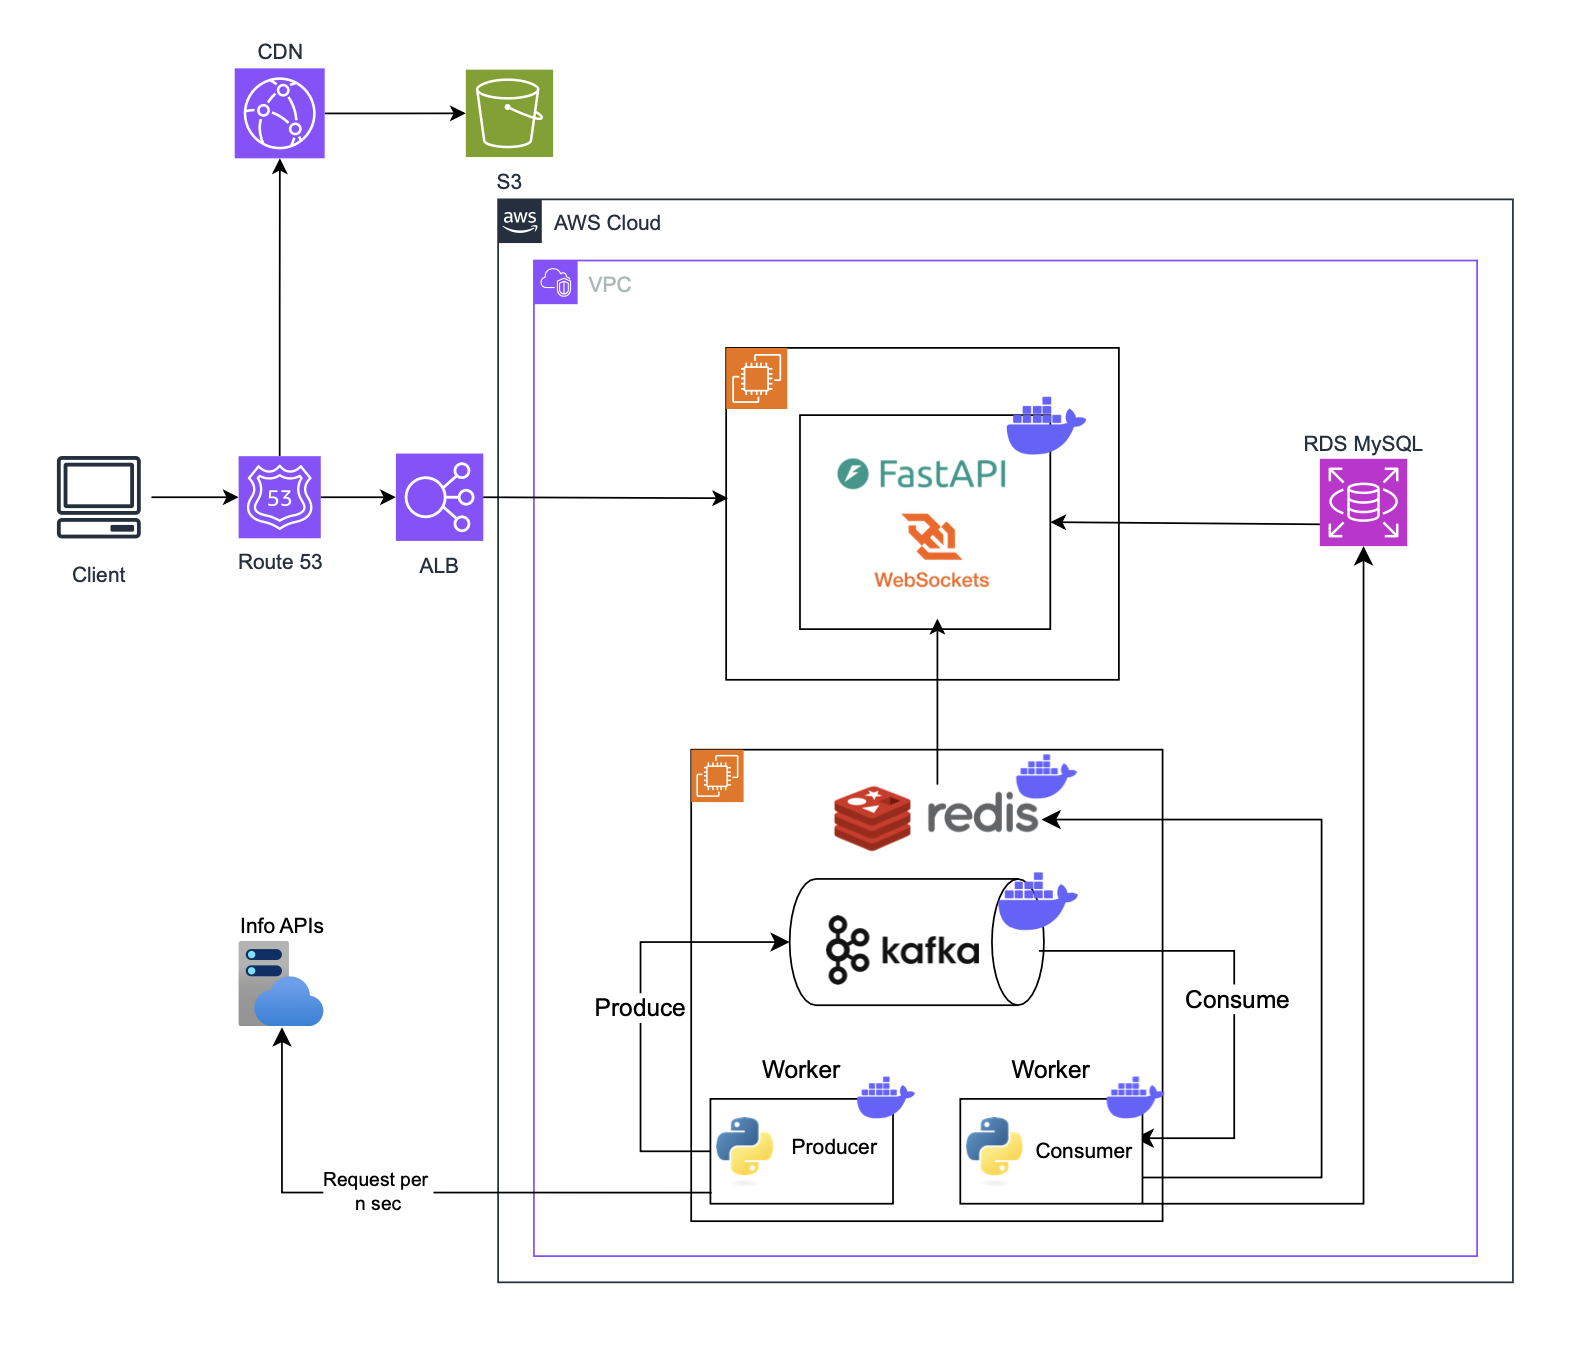 CDN
S3
aws
AWS Cloud
VPC
FastAPI
WebSockets
RDS MySQL
53
Client
Route 53
ALB
redis
Info APIs
kafka
Produce
Consume
Worker
Worker
Producer
Consumer
Request per
n sec